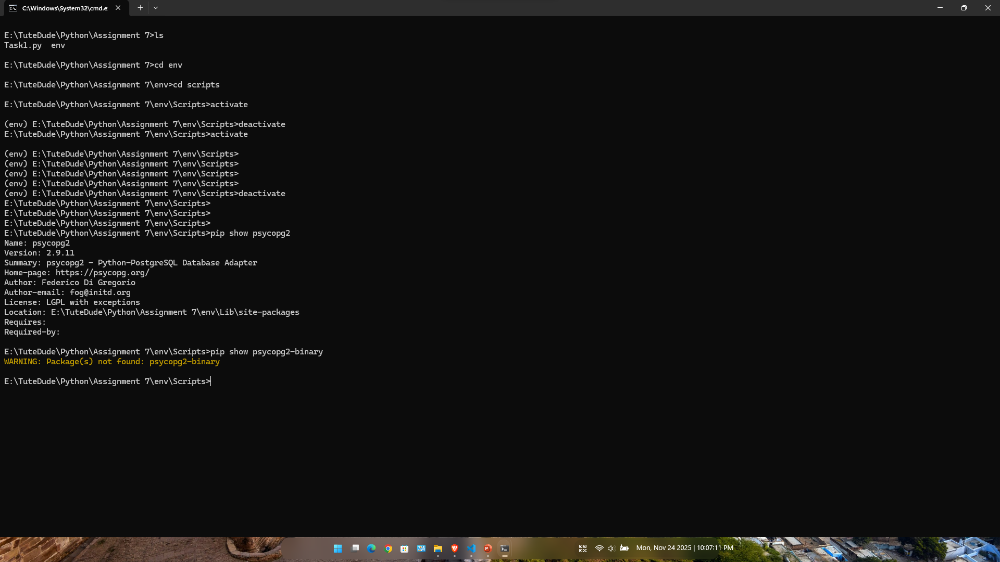 C:\Windows\System32\cmd.e
E:\TuteDude\Python\Assignment 7>ls
Task1.py  env
E:\TuteDude\Python\Assignment 7>cd env
E:\TuteDude\Python\Assignment 7\env>cd scripts
E:\TuteDude\Python\Assignment 7\env\Scripts>activate
(env) E:\TuteDude\Python\Assignment 7\env\Scripts>deactivate
E:\TuteDude\Python\Assignment 7\env\Scripts>activate
(env) E:\TuteDude\Python\Assignment 7\env\Scripts>
(env) E:\TuteDude\Python\Assignment 7\env\Scripts>
(env) E:\TuteDude\Python\Assignment 7\env\Scripts>
(env) E:\TuteDude\Python\Assignment 7\env\Scripts>
(env) E:\TuteDude\Python\Assignment 7\env\Scripts>deactivate
E:\TuteDude\Python\Assignment 7\env\Scripts>
E:\TuteDude\Python\Assignment 7\env\Scripts>
E:\TuteDude\Python\Assignment 7\env\Scripts>
E:\TuteDude\Python\Assignment 7\env\Scripts>pip show psycopg2
Name: psycopg2
Version: 2.9.11
Summary: psycopg2 - Python-PostgreSQL Database Adapter
Home-page: https://psycopg.org/
Author: Federico Di Gregorio
Author-email: fog@initd.org
License: LGPL with exceptions
Location: E:\TuteDude\Python\Assignment 7\env\Lib\site-packages
Requires:
Required-by:
E:\TuteDude\Python\Assignment 7\env\Scripts>pip show psycopg2-binary
WARNING: Package(s) not found: psycopg2-binary
E:\TuteDude\Python\Assignment 7\env\Scripts>
Mon, Nov 24 2025 | 10:07:11 PM